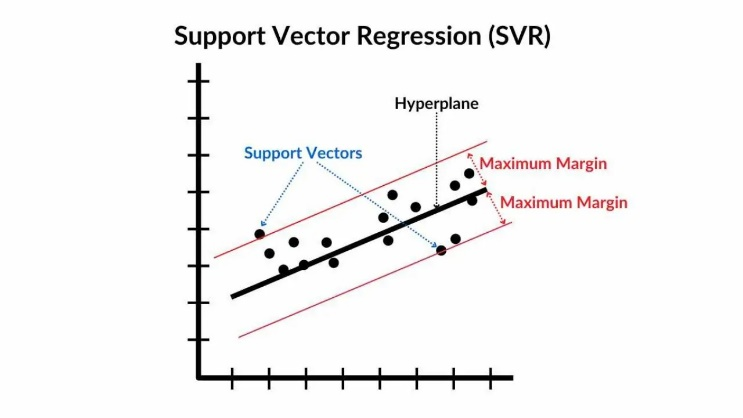 Support Vector Regression (SVR)
Hyperplane
Support Vectors
Maximum Margin
Maximum Margin